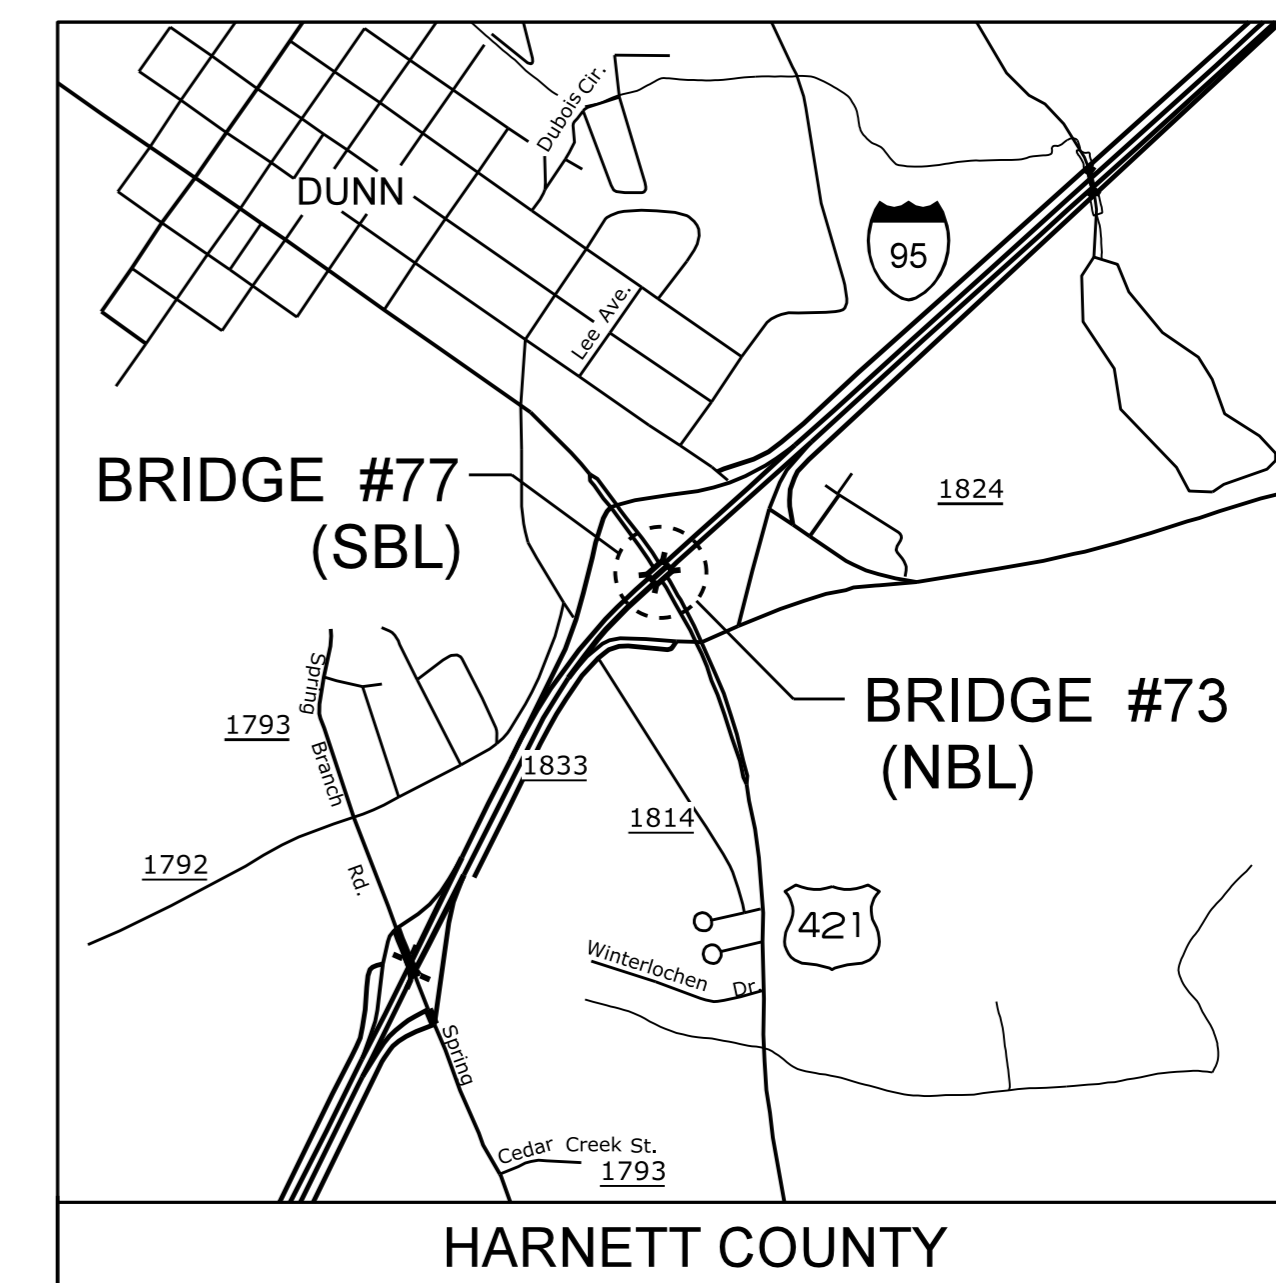 Dubois Cir.
DUNN
95
Lee Ave.
BRIDGE #77
(SBL)
1824
Spring
1793
Branch
BRIDGE #73
(NBL)
1833
1814
1792
Rd.
421
Winterlochen Dr.
Spring
Cedar Creek St.
1793
HARNETT COUNTY